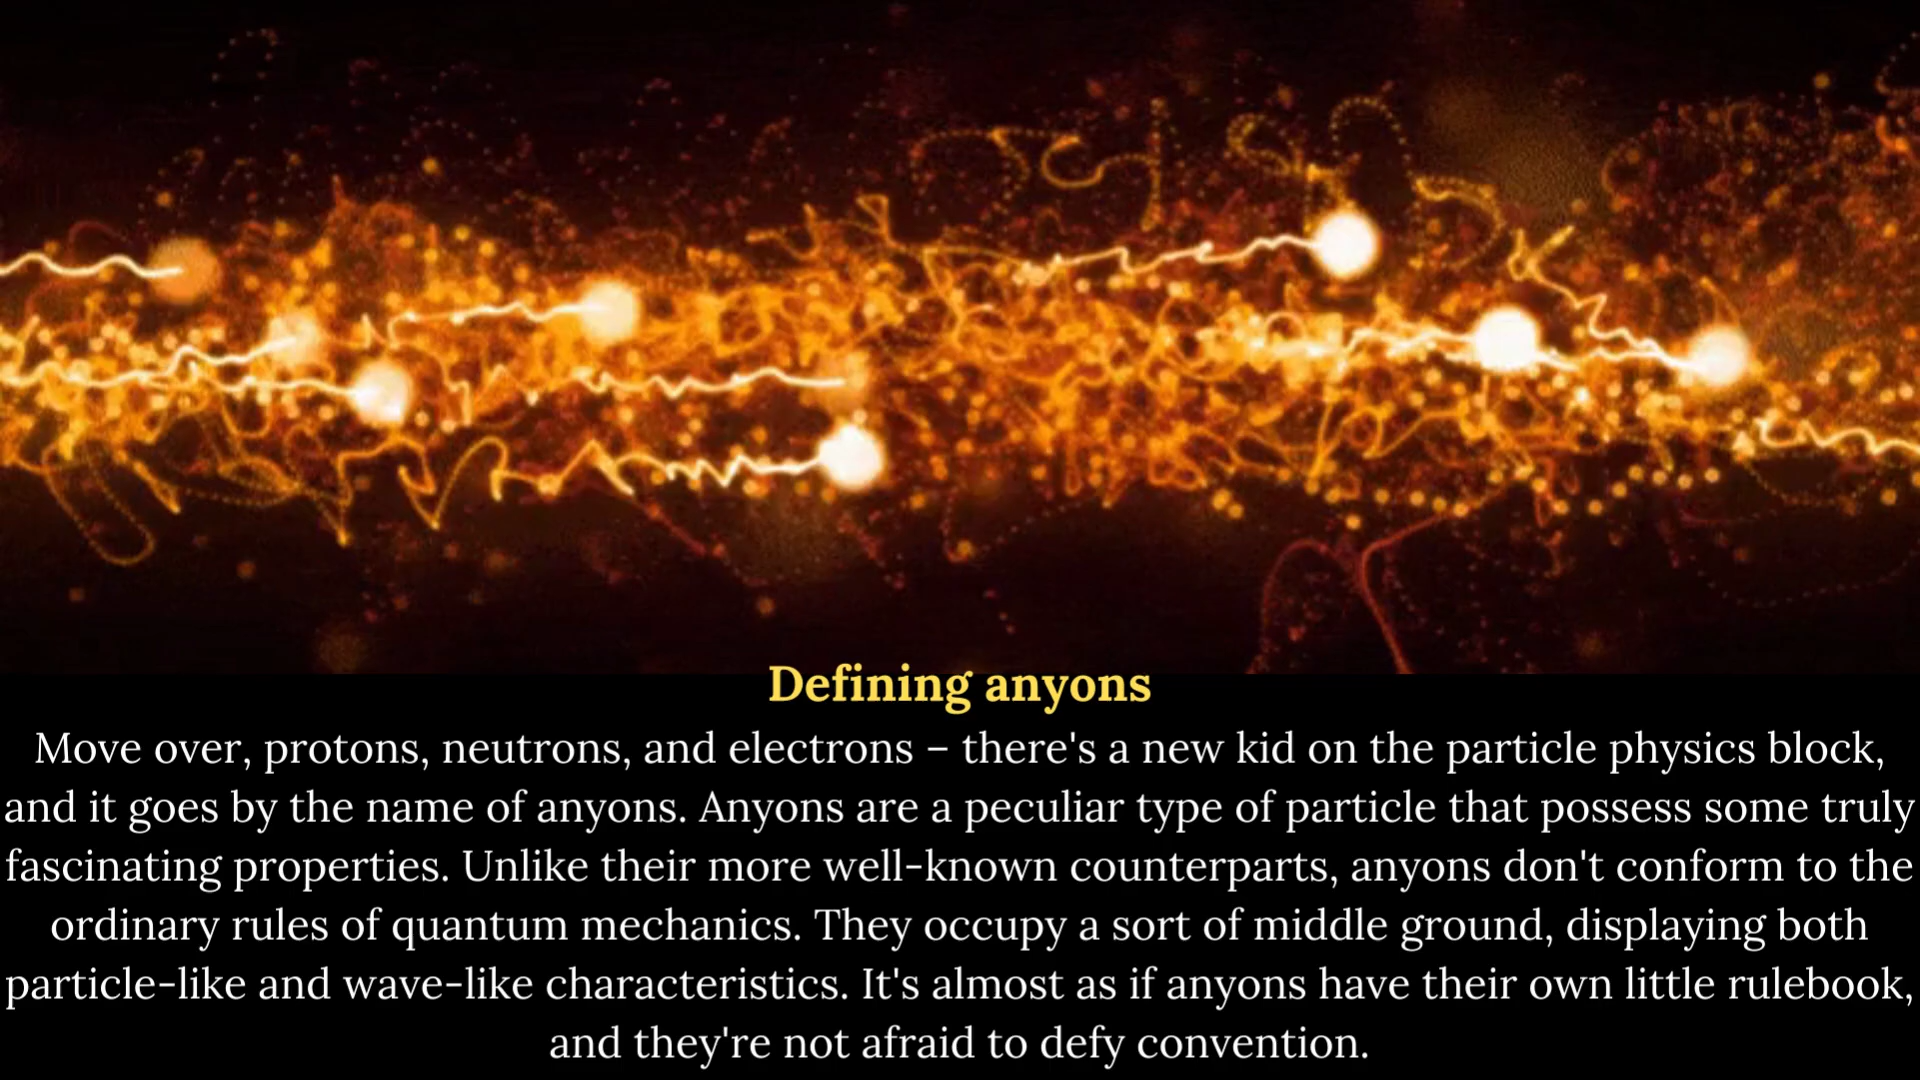 Defining anyons
Move over, protons, neutrons, and electrons – there's a new kid on the particle physics block,
and it goes by the name of anyons. Anyons are a peculiar type of particle that possess some truly
fascinating properties. Unlike their more well-known counterparts, anyons don't conform to the
ordinary rules of quantum mechanics. They occupy a sort of middle ground, displaying both
particle-like and wave-like characteristics. It's almost as if anyons have their own little rulebook,
and they're not afraid to defy convention.